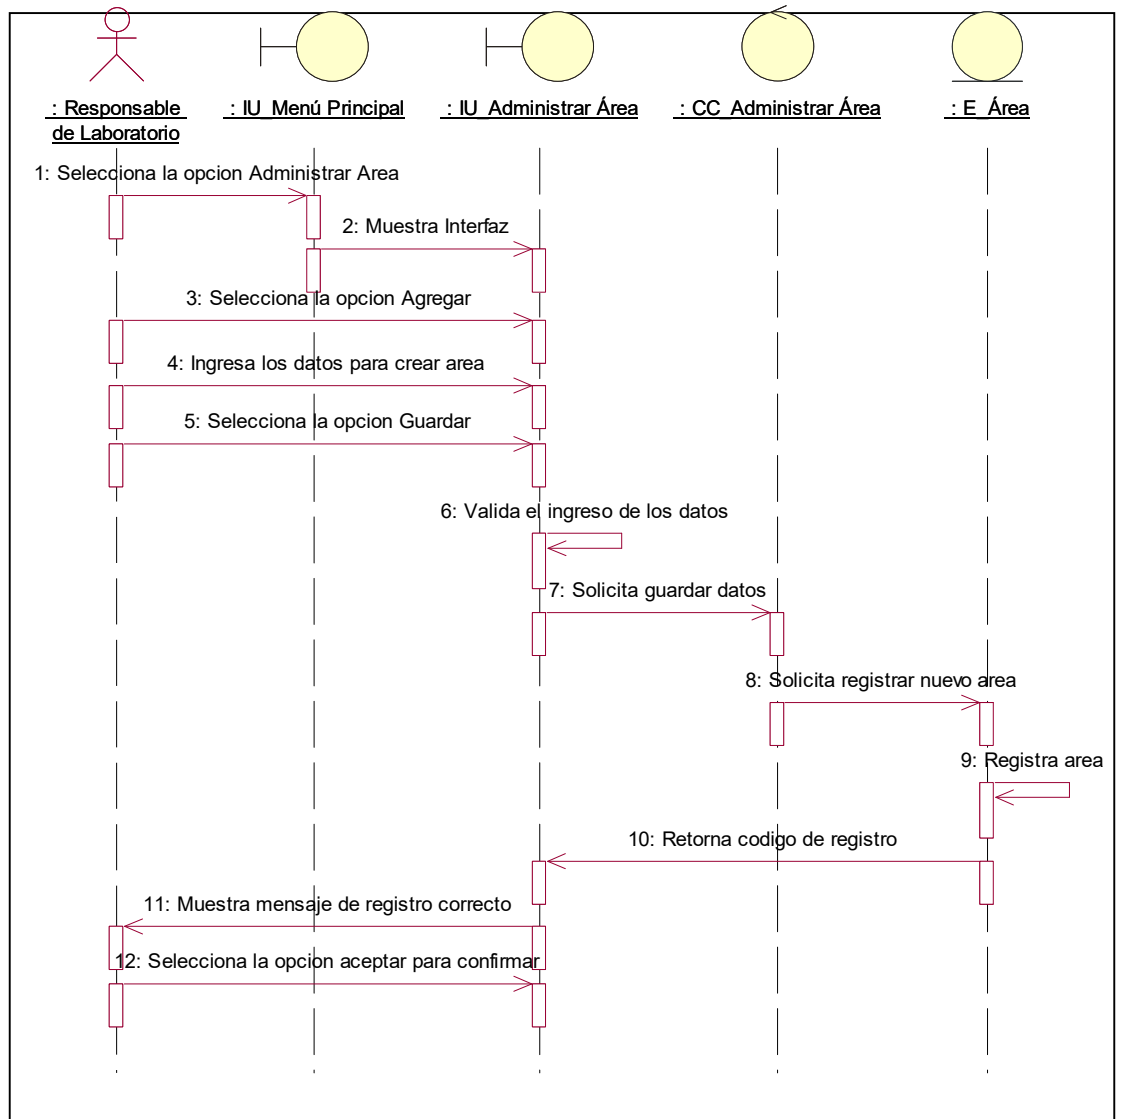 : Responsable
de Laboratorio
: IU_Menú Principal
: IU_Administrar Área
: CC_Administrar Área
: E_Área
1: Selecciona la opcion Administrar Area
2: Muestra Interfaz
3: Selecciona la opcion Agregar
4: Ingresa los datos para crear area
5: Selecciona la opcion Guardar
6: Valida el ingreso de los datos
7: Solicita guardar datos
8: Solicita registrar nuevo area
9: Registra area
10: Retorna codigo de registro
11: Muestra mensaje de registro correcto
12: Selecciona la opcion aceptar para confirmar